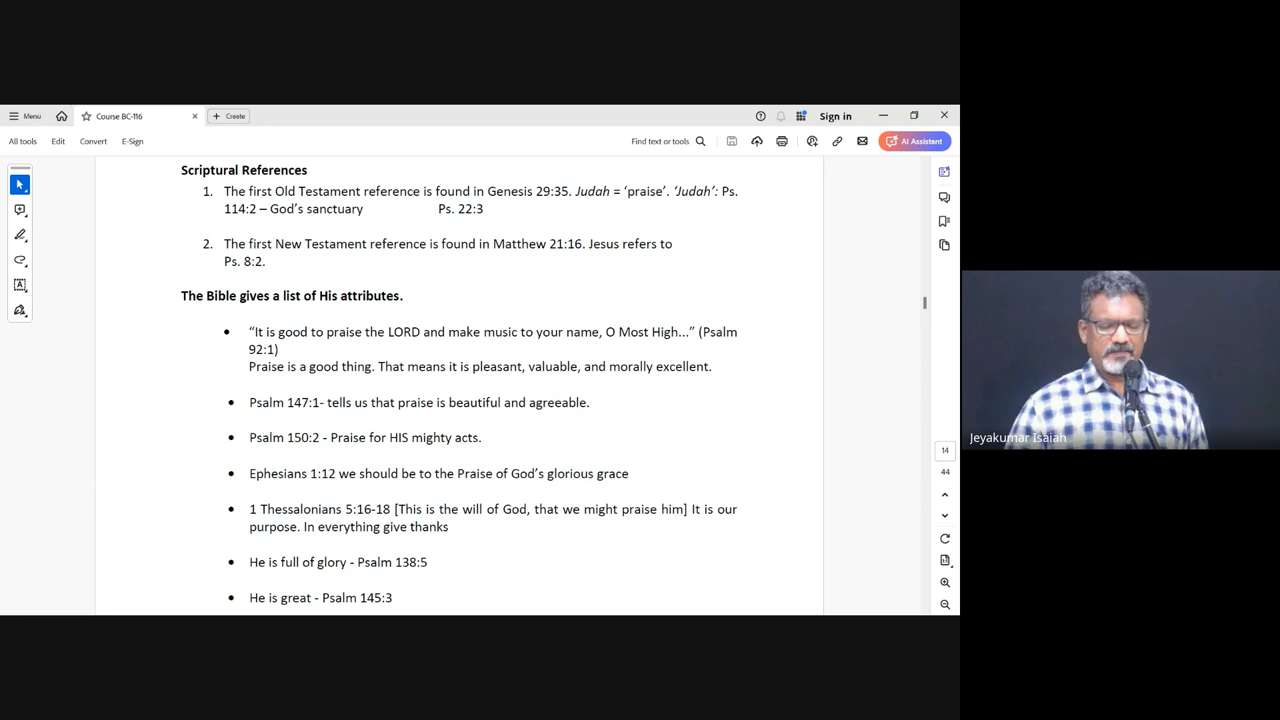 Menu
Course BC-116
Create
Sign in
All tools
Edit
Convert
E-Sign
Find text or tools
AI Assistant
Scriptural References
1. The first Old Testament reference is found in Genesis 29:35. Judah = ‘praise’. ‘Judah’: Ps.
114:2 – God’s sanctuary Ps. 22:3
2. The first New Testament reference is found in Matthew 21:16. Jesus refers to
Ps. 8:2.
The Bible gives a list of His attributes.
• “It is good to praise the LORD and make music to your name, O Most High...” (Psalm
92:1)
Praise is a good thing. That means it is pleasant, valuable, and morally excellent.
• Psalm 147:1- tells us that praise is beautiful and agreeable.
• Psalm 150:2 - Praise for HIS mighty acts.
• Ephesians 1:12 we should be to the Praise of God’s glorious grace
• 1 Thessalonians 5:16-18 [This is the will of God, that we might praise him] It is our
purpose. In everything give thanks
• He is full of glory - Psalm 138:5
• He is great - Psalm 145:3
14
44
Jeyakumar Isaiah